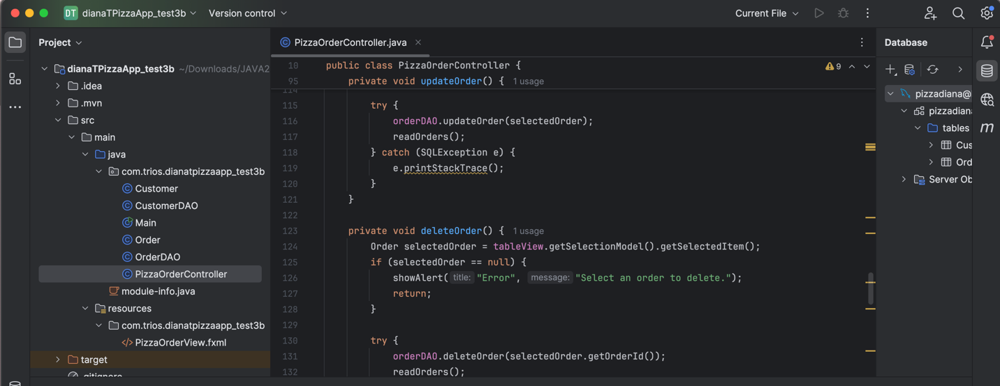 DT dianaTPizzaApp_test3b Version control Current File
Project
dianaTPizzaApp_test3b ~/Downloads/JAVA2
.idea
.mvn
src
main
java
com.trios.dianatpizzaapp_test3b
Customer
CustomerDAO
Main
Order
OrderDAO
PizzaOrderController
module-info.java
resources
com.trios.dianatpizzaapp_test3b
</> PizzaOrderView.fxml
target
.gitignore
PizzaOrderController.java
10 public class PizzaOrderController { 9
95 private void updateOrder() { 1 usage
114
115 try {
116 orderDAO.updateOrder(selectedOrder);
117 readOrders();
118 } catch (SQLException e) {
119 e.printStackTrace();
120 }
121 }
122
123 private void deleteOrder() { 1 usage
124 Order selectedOrder = tableView.getSelectionModel().getSelectedItem();
125 if (selectedOrder == null) {
126 showAlert( title: "Error", message: "Select an order to delete.");
127 return;
128 }
129
130 try {
131 orderDAO.deleteOrder(selectedOrder.getOrderId());
132 readOrders();
Database
pizzadiana@
pizzadiana
tables
Cus
Ord
Server Ob
m